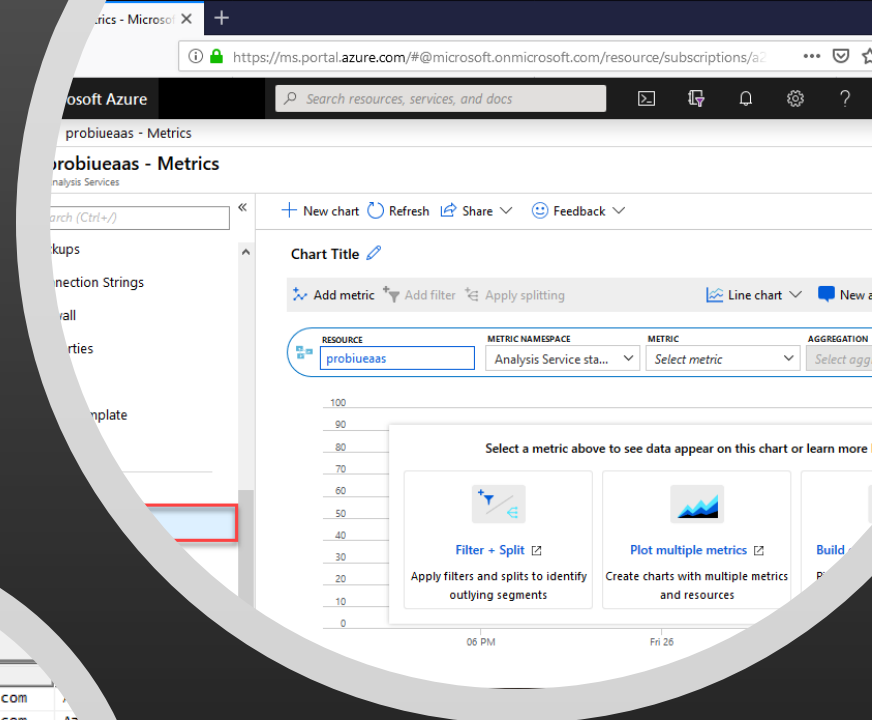 trics - Microsof
https://ms.portal.azure.com/#@microsoft.onmicrosoft.com/resource/subscriptions/a2
osoft Azure
Search resources, services, and docs
probiueaas - Metrics
probiueaas - Metrics
Analysis Services
arch (Ctrl+/)
ckups
nnection Strings
wall
erties
mplate
New chart
Refresh
Share
Feedback
Chart Title
Add metric
Add filter
Apply splitting
Line chart
New a
RESOURCE
METRIC NAMESPACE
METRIC
AGGREGATION
probiueaas
Analysis Service sta...
Select metric
Select agg
100
90
80
70
60
50
40
30
20
10
0
Select a metric above to see data appear on this chart or learn more
Filter + Split
Apply filters and splits to identify
outlying segments
Plot multiple metrics
Create charts with multiple metrics
and resources
Build
06 PM
Fri 26
com
com